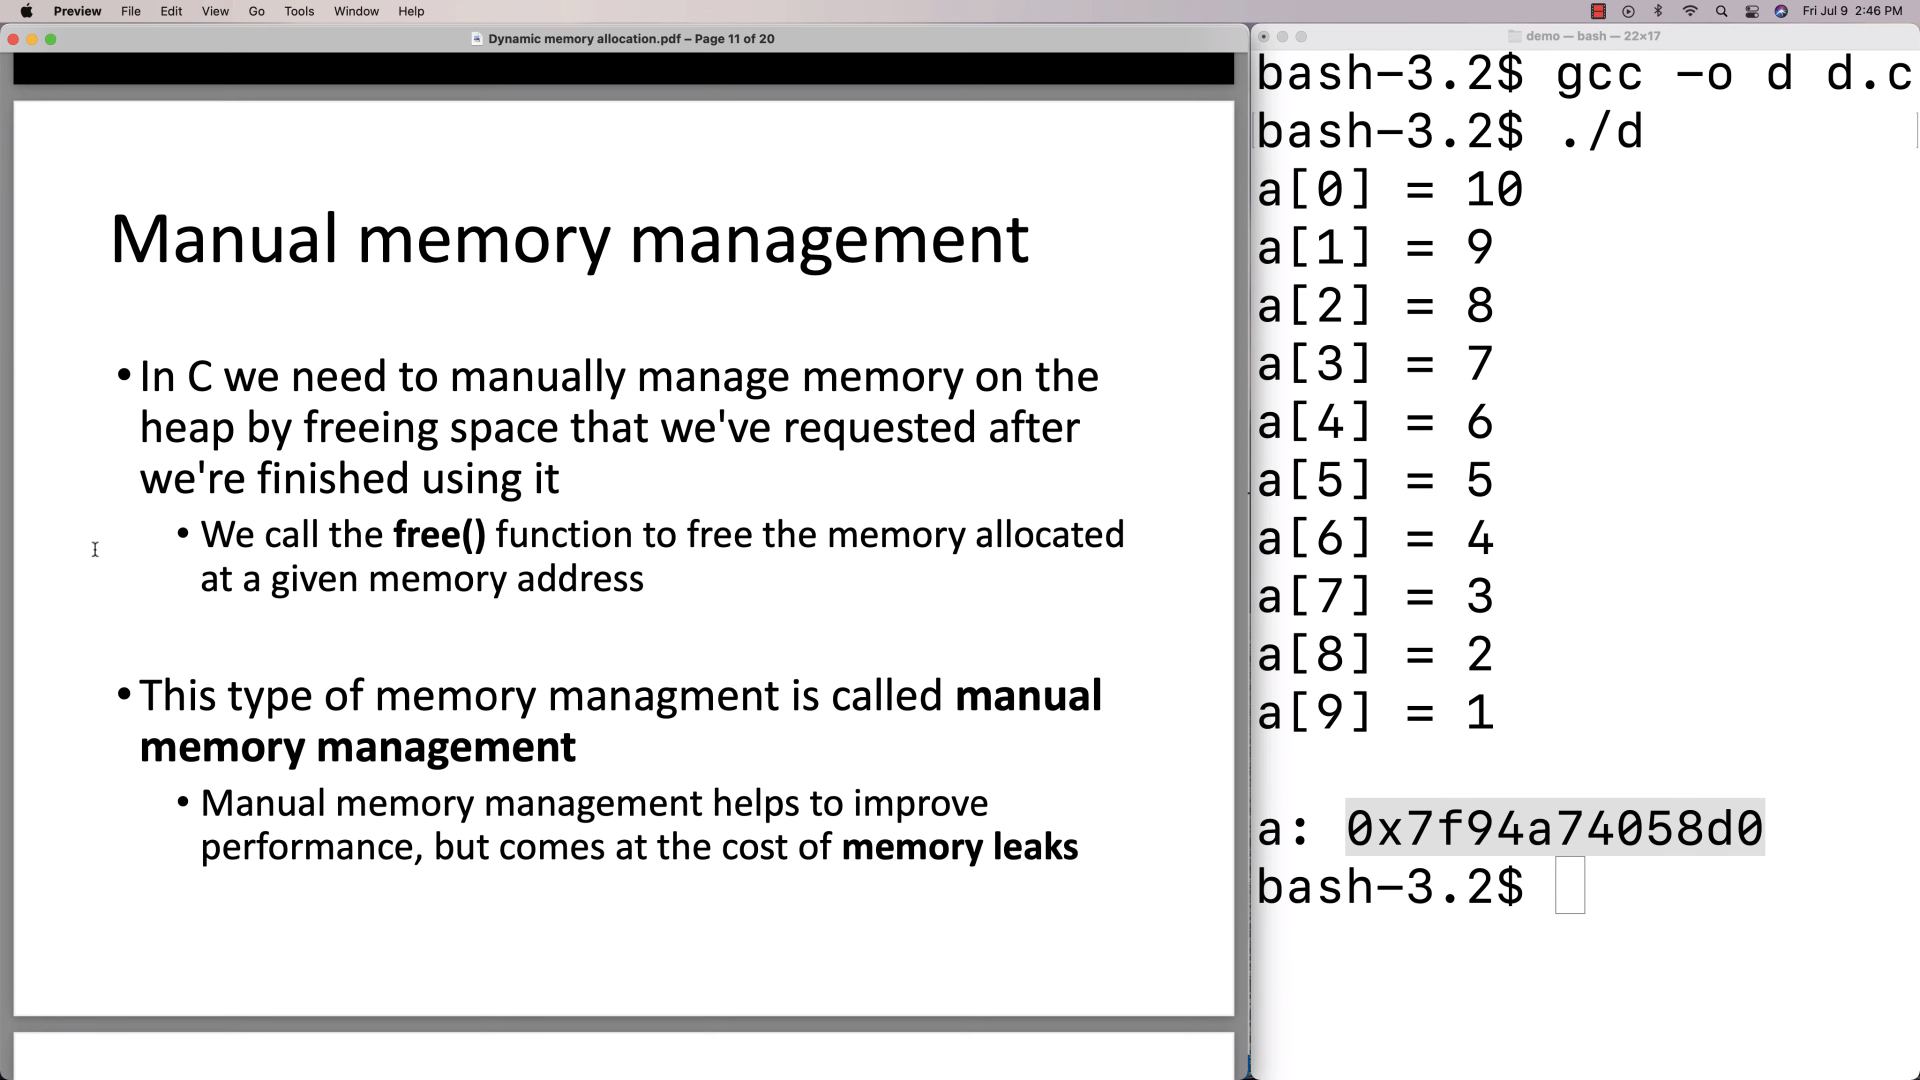 Preview File Edit View Go Tools Window Help
Fri Jul 9 2:46 PM
Dynamic memory allocation.pdf – Page 11 of 20
Manual memory management
•In C we need to manually manage memory on the
heap by freeing space that we've requested after
we're finished using it
• We call the free() function to free the memory allocated
at a given memory address
•This type of memory managment is called manual
memory management
• Manual memory management helps to improve
performance, but comes at the cost of memory leaks
demo — bash — 22×17
bash-3.2$ gcc -o d d.c
bash-3.2$ ./d
a[0] = 10
a[1] = 9
a[2] = 8
a[3] = 7
a[4] = 6
a[5] = 5
a[6] = 4
a[7] = 3
a[8] = 2
a[9] = 1
a: 0x7f94a74058d0
bash-3.2$